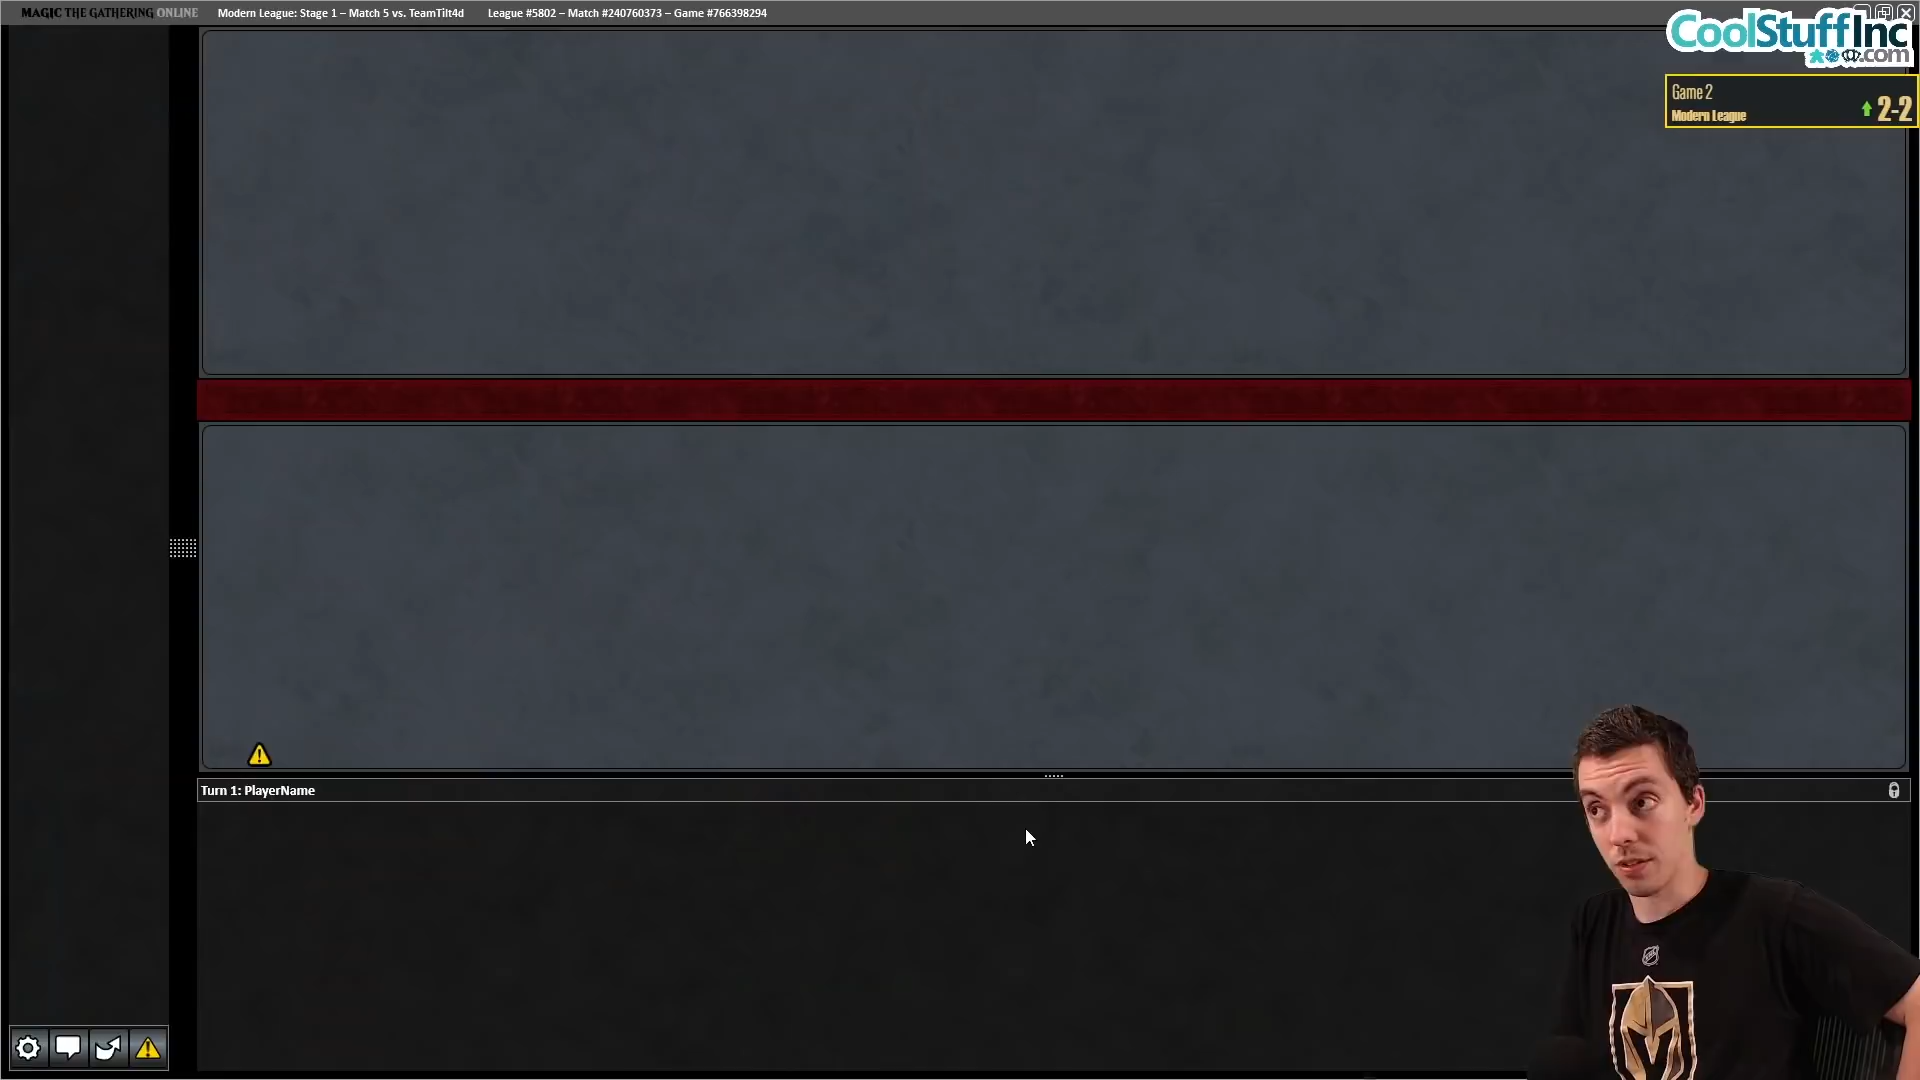 MAGIC THE GATHERING ONLINE Modern League: Stage 1 – Match 5 vs. TeamTilt4d League #5802 – Match #240760373 – Game #766398294
CoolStuffInc
.com
Game 2
Modern League
2-2
Turn 1: PlayerName